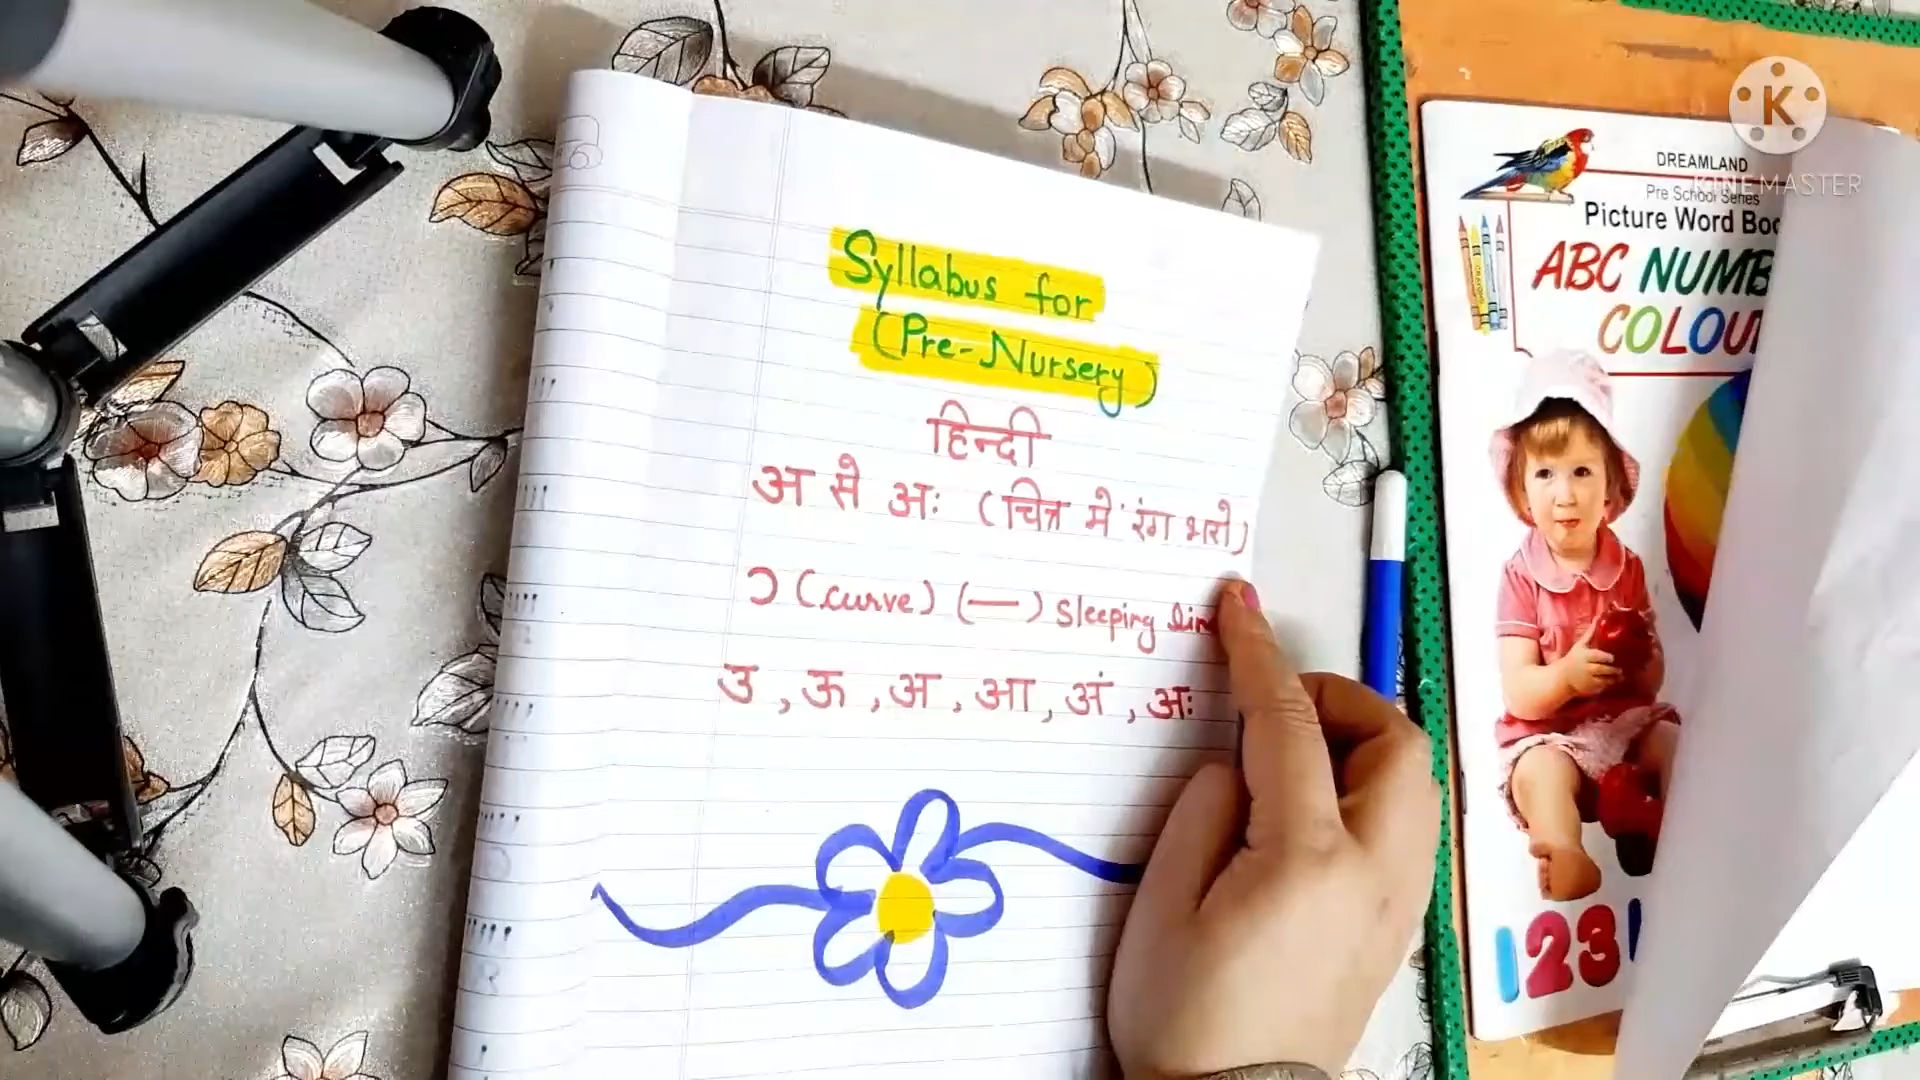 Syllabus for
(Pre-Nursery)
हिन्दी
अ से अः (चित्र में रंग भरो)
(curve) (—) sleeping line
उ, ऊ, अ, आ, अं, अः
DREAMLAND
Pre School Series
Picture Word Boo
ABC NUMB
COLOU
123
K
KINEMASTER